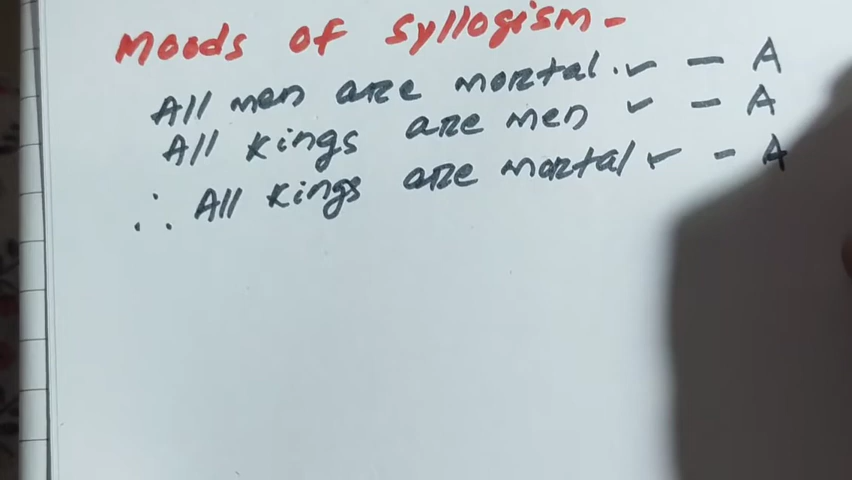 Moods of Syllogism-
All men are mortal. ✓ - A
All kings are men ✓ - A
∴ All kings are mortal ✓ - A